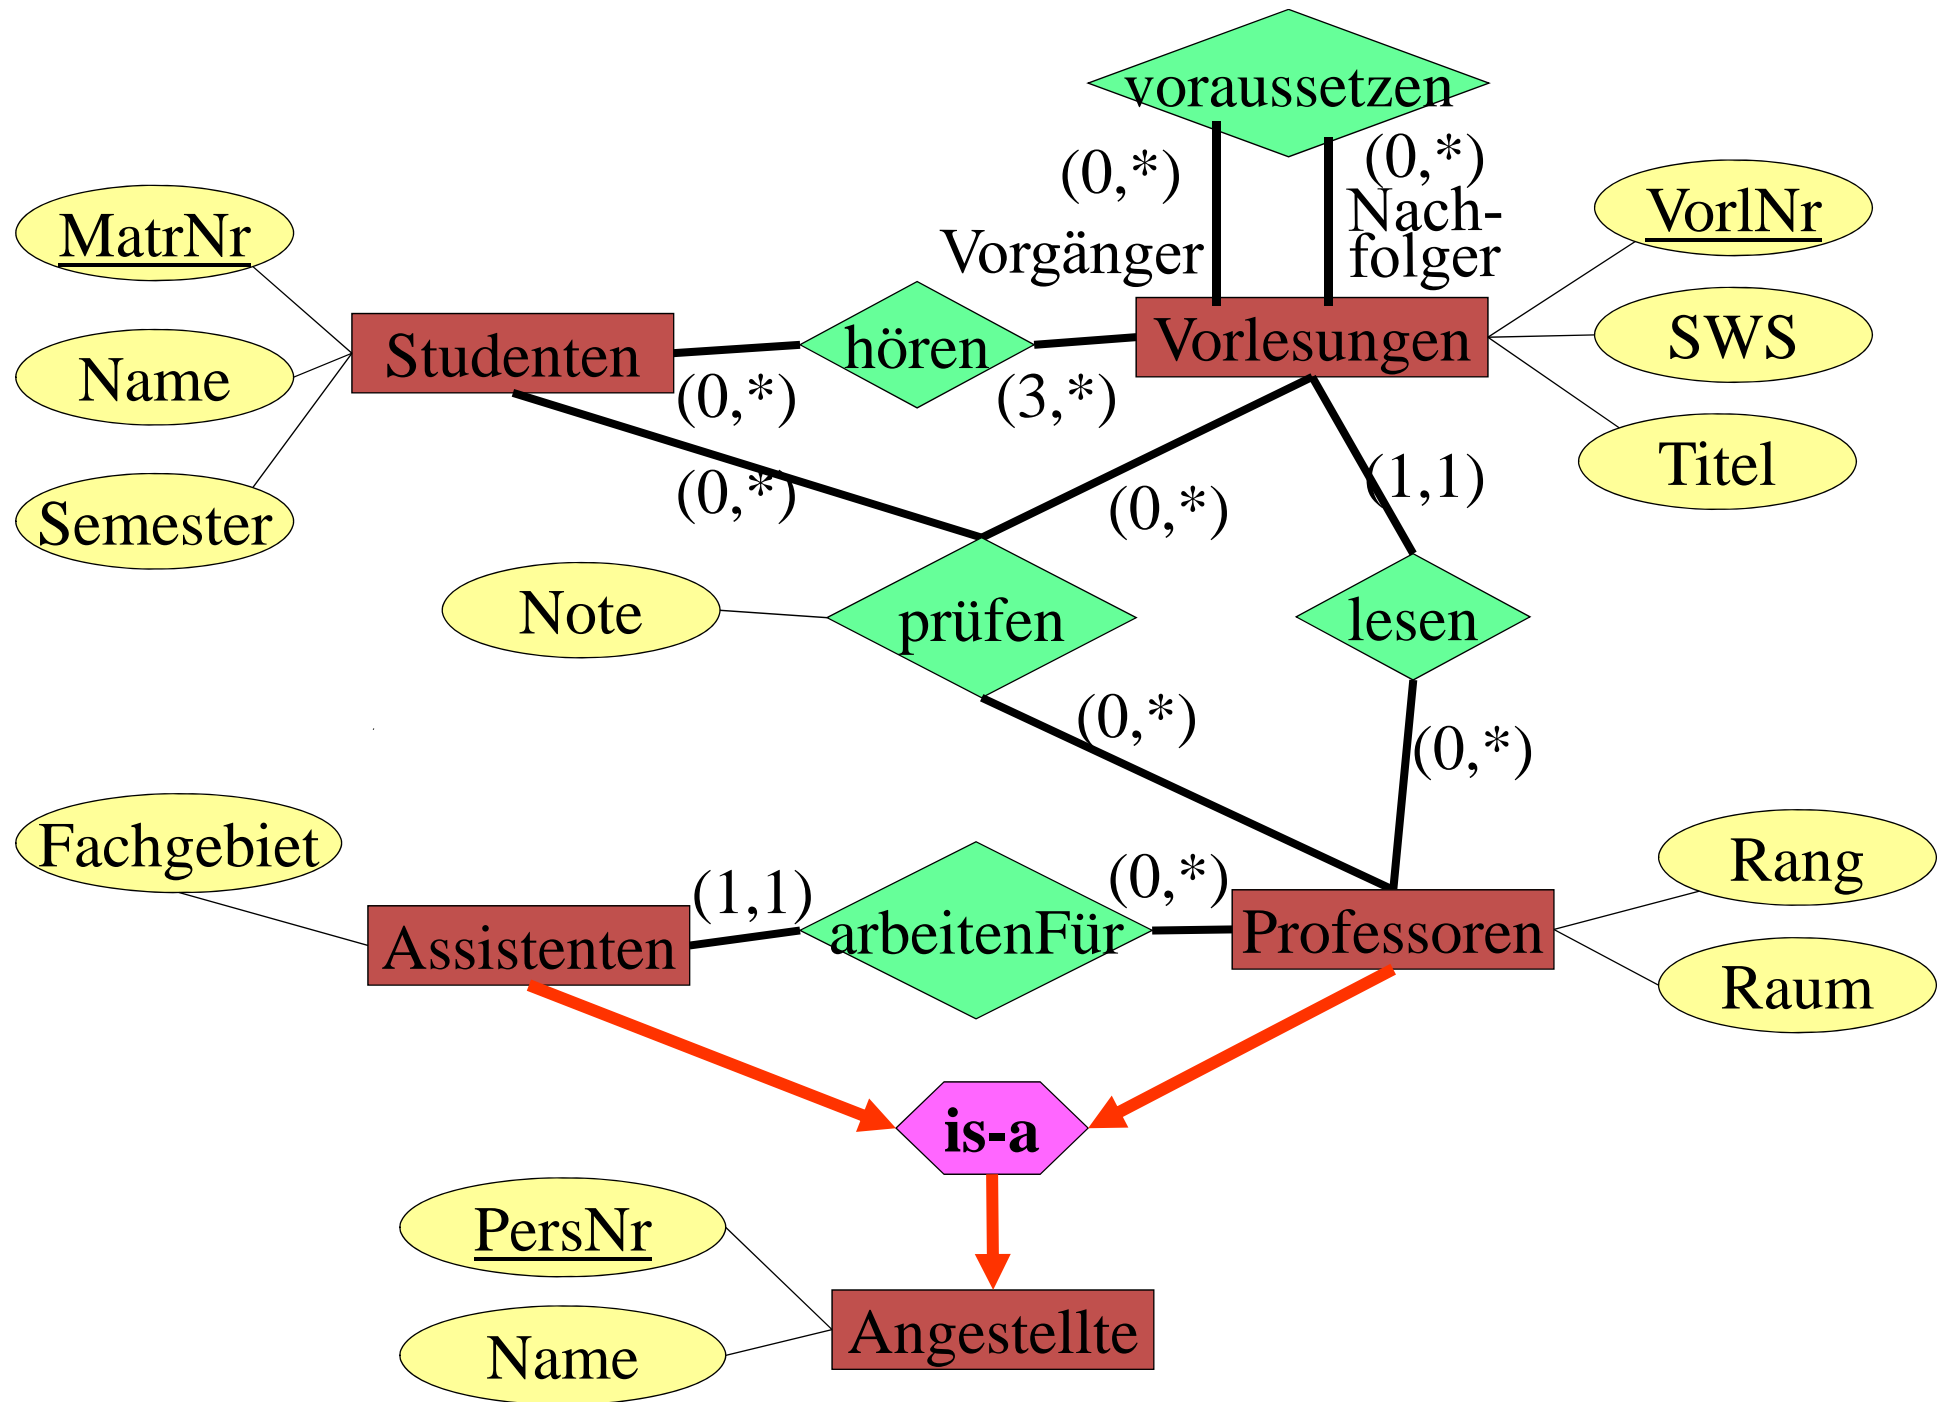 voraussetzen
(0,*)
(0,*)
Nach-
folger
Vorgänger
MatrNr
VorlNr
Studenten
hören
Vorlesungen
SWS
Name
(0,*)
(3,*)
Titel
Semester
(0,*)
(0,*)
(1,1)
Note
prüfen
lesen
(0,*)
(0,*)
Fachgebiet
Rang
(1,1)
(0,*)
Assistenten
arbeitenFür
Professoren
Raum
is-a
PersNr
Name
Angestellte